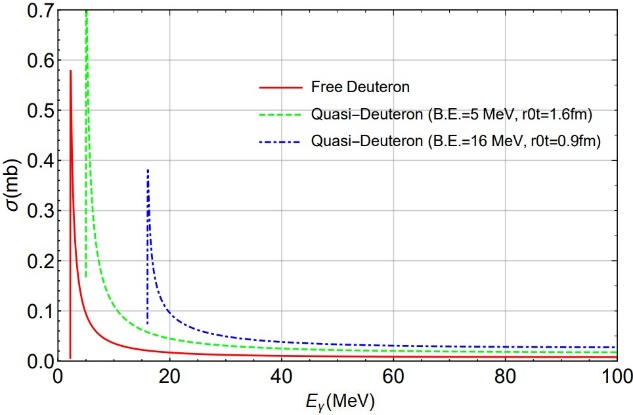 0.7
0.6
0.5
0.4
0.3
0.2
0.1
0.0
σ(mb)
Free Deuteron
Quasi–Deuteron (B.E.=5 MeV, r0t=1.6fm)
Quasi–Deuteron (B.E.=16 MeV, r0t=0.9fm)
0 20 40 60 80 100
Eγ(MeV)